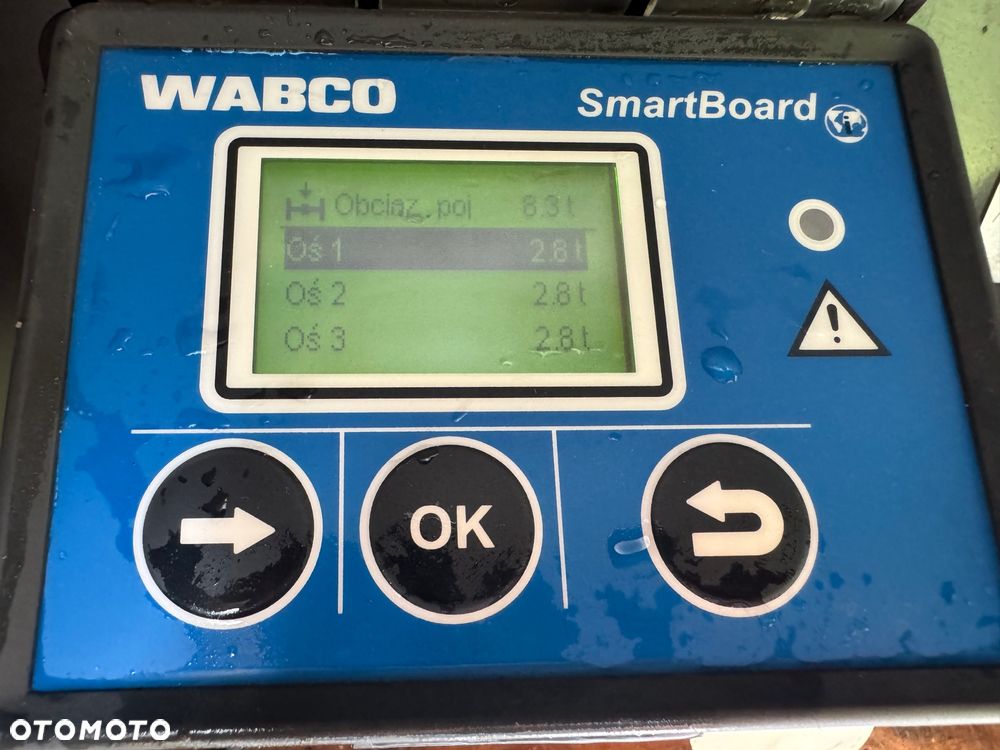 WABCO
SmartBoard
Obciąż. poj 8.3 t
Oś 1 2.8 t
Oś 2 2.8 t
Oś 3 2.8 t
OK
OTOMOTO